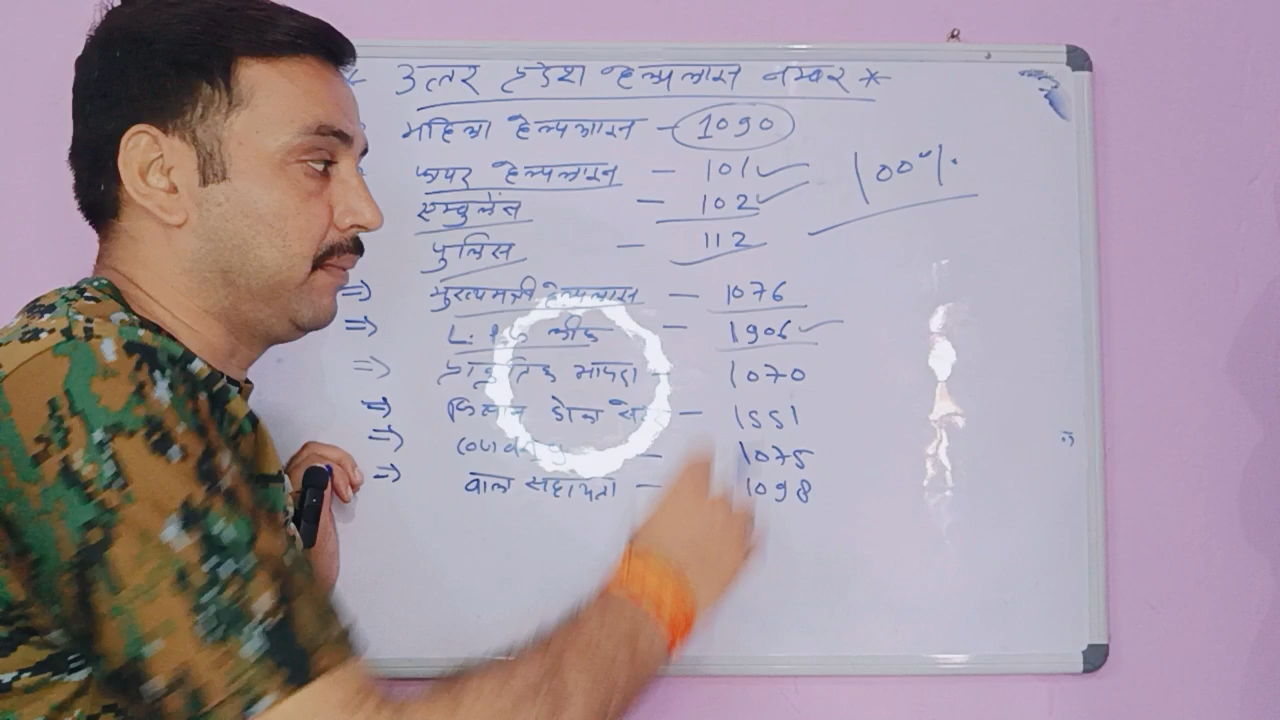 * उत्तर प्रदेश हेल्पलाइन नम्बर *
महिला हेल्पलाइन - 1090
फायर हेल्पलाइन - 101
100%
एम्बुलेंस - 102
पुलिस - 112
=> मुख्यमंत्री हेल्पलाइन - 1076
=> L.P.G लीक - 1906
=> प्राकृतिक आपदा - 1070
=> किसान कॉल - 1551
=> - 1075
=> बाल सहायता - 1098